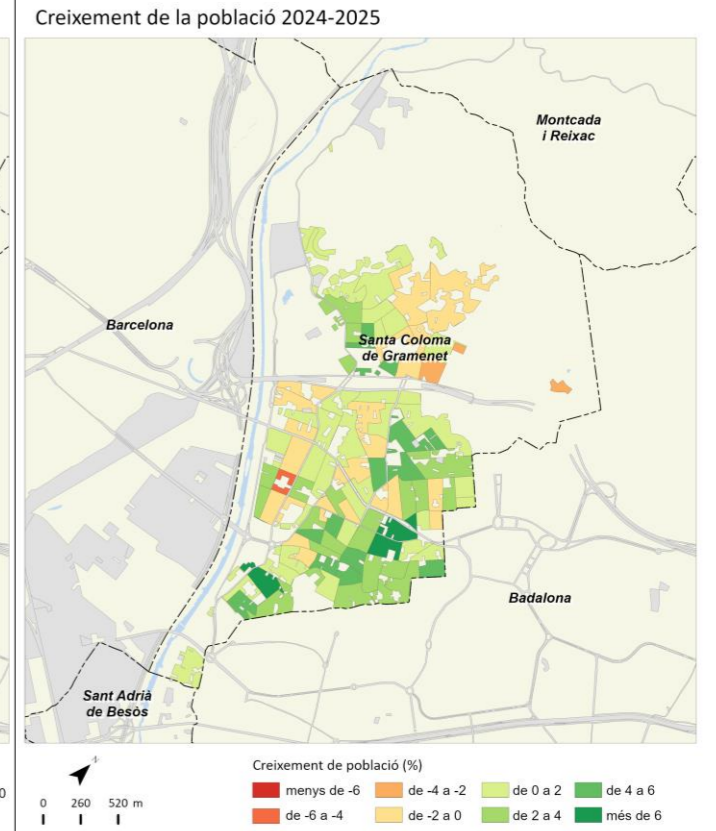 Creixement de la població 2024-2025
Montcada
i Reixac
Barcelona
Santa Coloma
de Gramenet
Badalona
Sant Adrià
de Besòs
N
Creixement de població (%)
menys de -6
de -4 a -2
de 0 a 2
de 4 a 6
de -6 a -4
de -2 a 0
de 2 a 4
més de 6
0 260 520 m
0